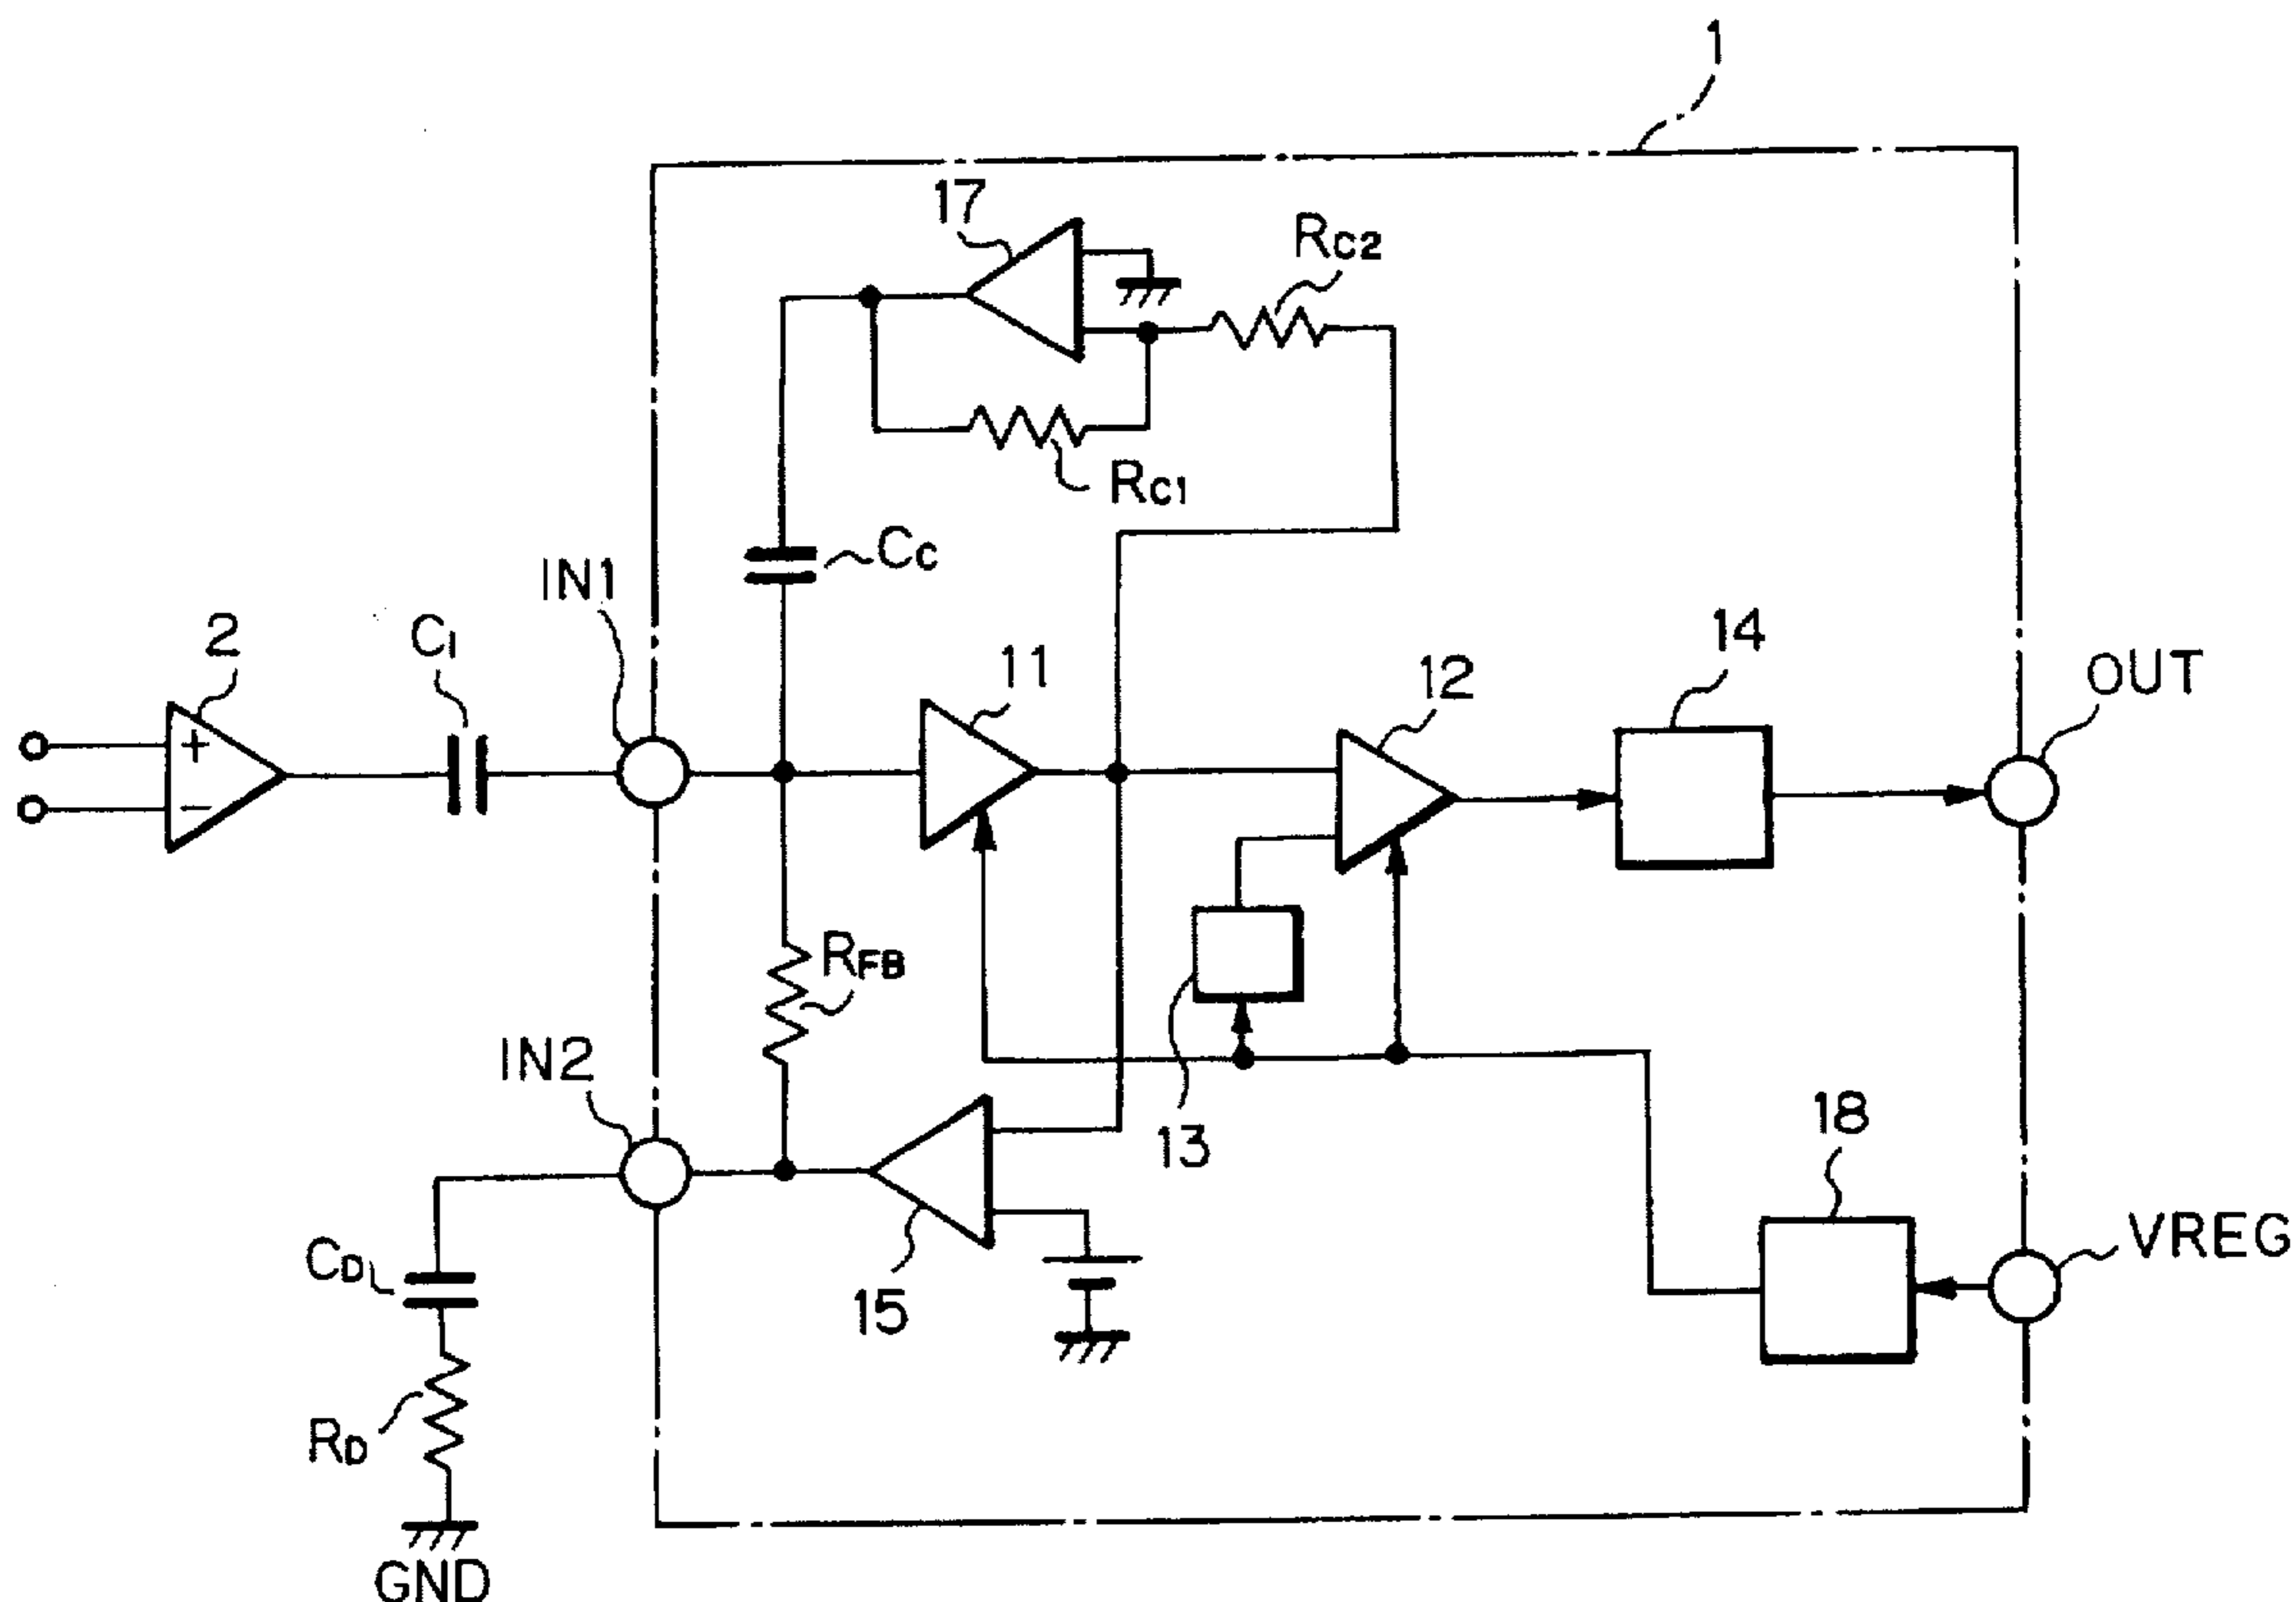 1
17
RC2
RC1
CC
IN1
2
CI
11
12
14
OUT
RFB
IN2
13
18
VREG
CD
15
RD
GND
+
−